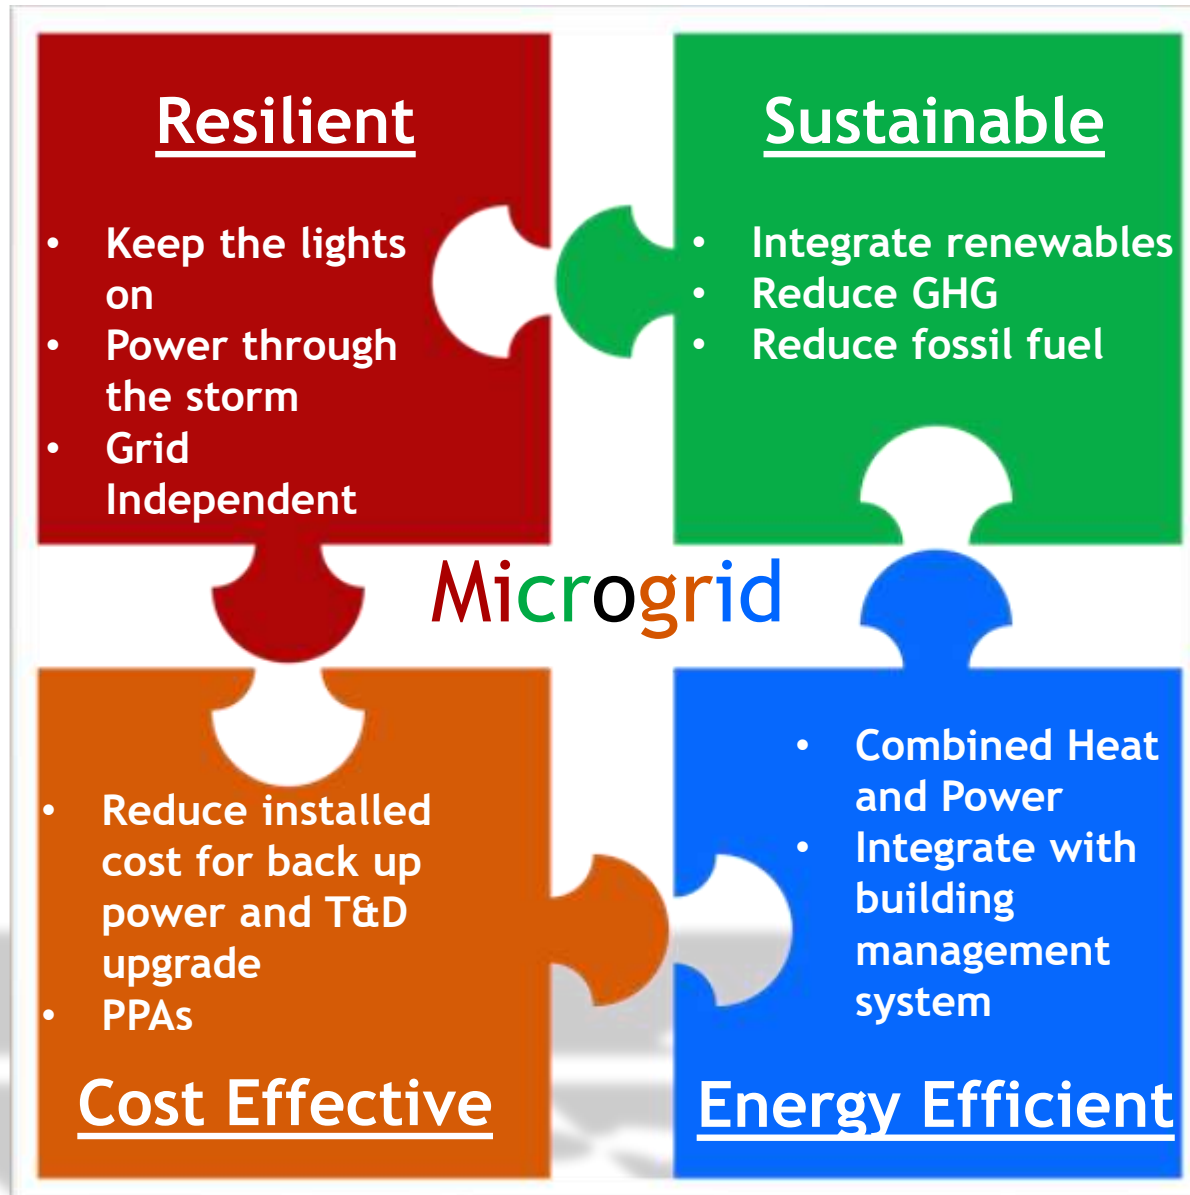 Resilient
• Keep the lights
on
• Power through
the storm
• Grid
Independent
Sustainable
• Integrate renewables
• Reduce GHG
• Reduce fossil fuel
Microgrid
• Reduce installed
cost for back up
power and T&D
upgrade
• PPAs
Cost Effective
• Combined Heat
and Power
• Integrate with
building
management
system
Energy Efficient